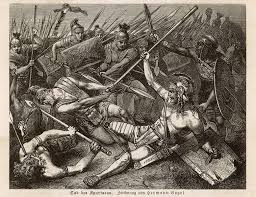 Tod des Spartacus. Zeichnung von Hermann Vogel.